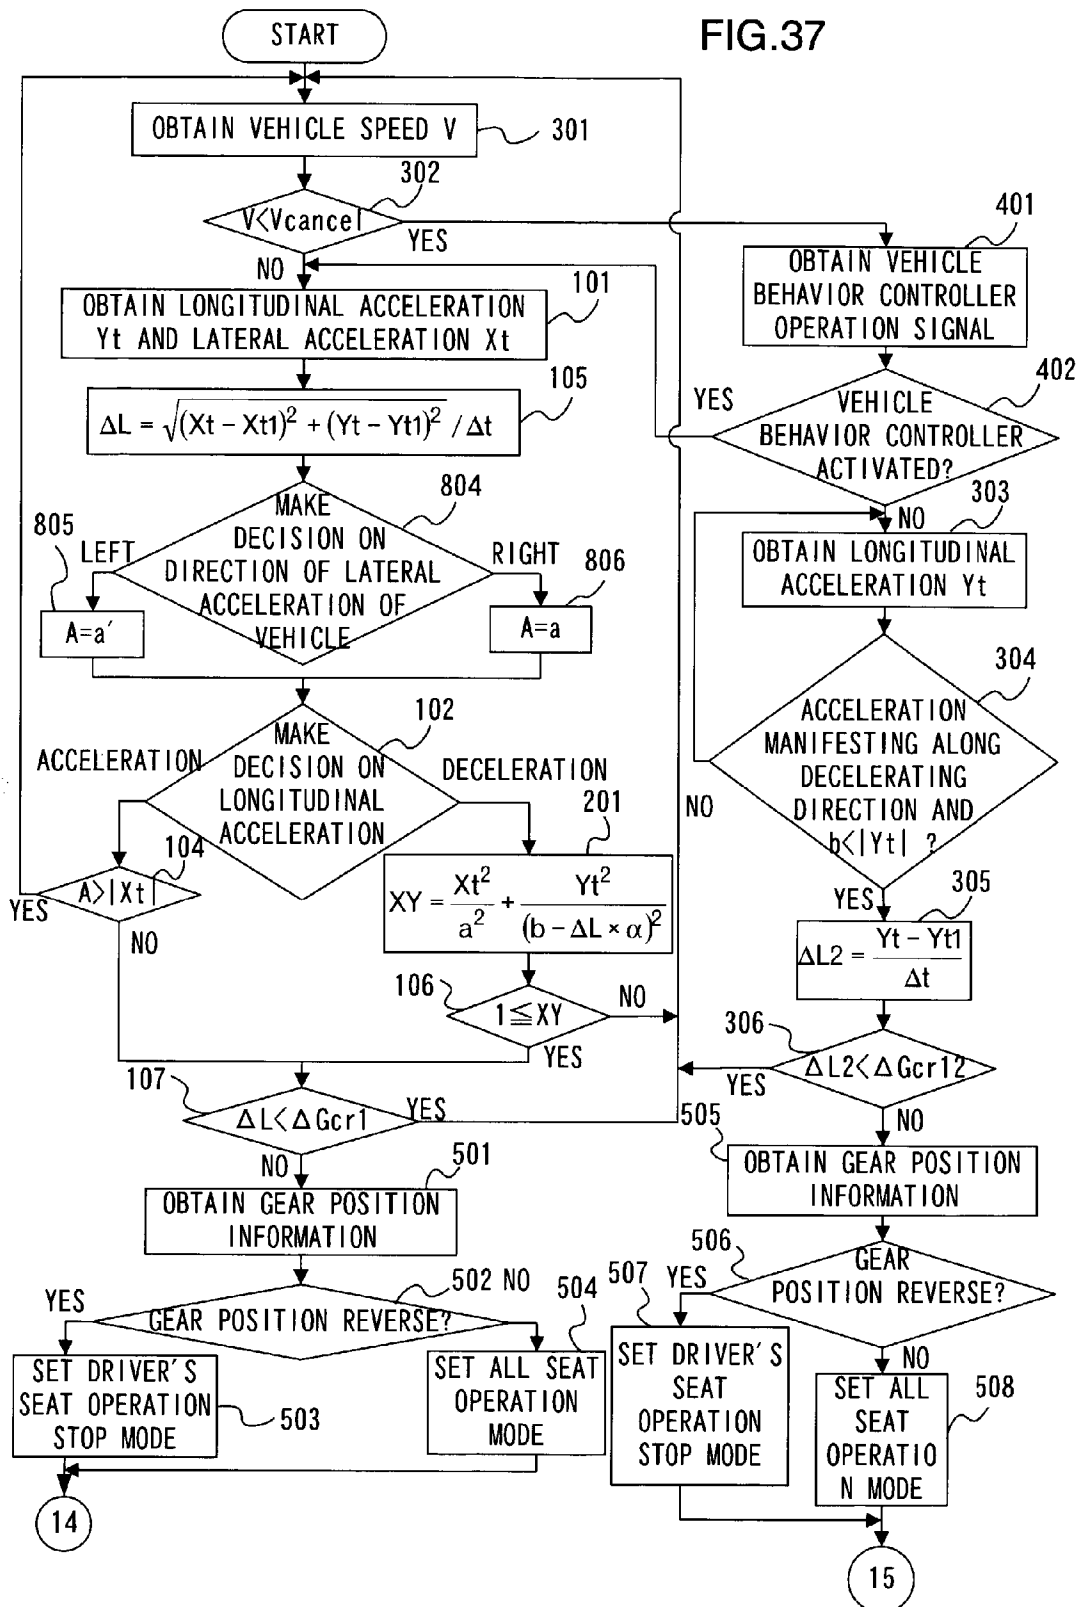 FIG.37
START
OBTAIN VEHICLE SPEED V
301
302
V<Vcancel
YES
NO
101
OBTAIN LONGITUDINAL ACCELERATION
Yt AND LATERAL ACCELERATION Xt
105
ΔL = √(Xt – Xt1)² + (Yt – Yt1)² / Δt
804
MAKE
DECISION ON
DIRECTION OF LATERAL
ACCELERATION OF
VEHICLE
805
LEFT
RIGHT
806
A=a'
A=a
102
MAKE
DECISION ON
LONGITUDINAL
ACCELERATION
ACCELERATION
DECELERATION
104
A>|Xt|
YES
NO
201
XY = Xt²/a² + Yt²/(b – ΔL × α)²
106
1≦XY
NO
YES
107
ΔL<ΔGcr1
YES
NO
501
OBTAIN GEAR POSITION
INFORMATION
502
NO
YES
GEAR POSITION REVERSE?
504
SET DRIVER'S
SEAT OPERATION
STOP MODE
503
SET ALL SEAT
OPERATION
MODE
14
401
OBTAIN VEHICLE
BEHAVIOR CONTROLLER
OPERATION SIGNAL
402
YES
VEHICLE
BEHAVIOR CONTROLLER
ACTIVATED?
303
NO
OBTAIN LONGITUDINAL
ACCELERATION Yt
304
ACCELERATION
MANIFESTING ALONG
DECELERATING
DIRECTION AND
b<|Yt| ?
NO
YES
305
ΔL2 = Yt – Yt1/Δt
306
ΔL2<ΔGcr12
YES
NO
505
OBTAIN GEAR POSITION
INFORMATION
506
GEAR
POSITION REVERSE?
507
YES
NO
SET DRIVER'S
SEAT
OPERATION
STOP MODE
SET ALL
SEAT
OPERATIO
N MODE
508
15